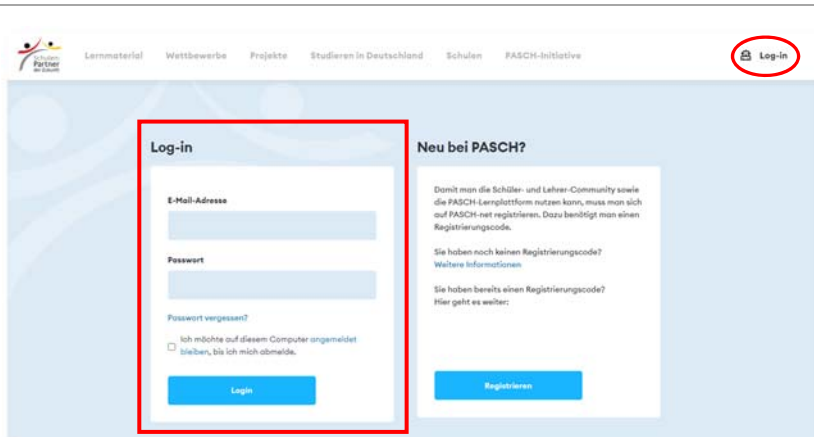 Schulen:
Partner
der Zukunft
Lernmaterial Wettbewerbe Projekte Studieren in Deutschland Schulen PASCH-Initiative
Log-in
Log-in
E-Mail-Adresse
Passwort
Passwort vergessen?
Ich möchte auf diesem Computer angemeldet
bleiben, bis ich mich abmelde.
Login
Neu bei PASCH?
Damit man die Schüler- und Lehrer-Community sowie
die PASCH-Lernplattform nutzen kann, muss man sich
auf PASCH-net registrieren. Dazu benötigt man einen
Registrierungscode.
Sie haben noch keinen Registrierungscode?
Weitere Informationen
Sie haben bereits einen Registrierungscode?
Hier geht es weiter:
Registrieren